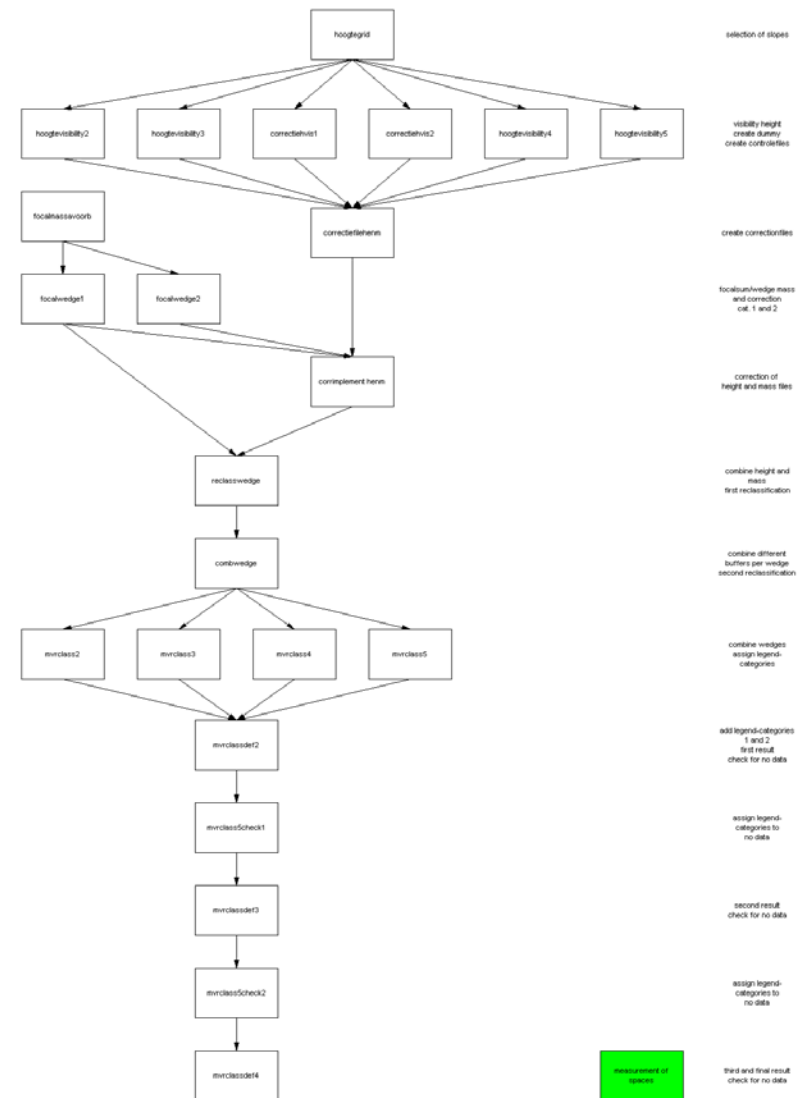 hoogtegrid
selection of slopes
hoogtevisibility2
hoogtevisibility3
correctiehvis1
correctiehvis2
hoogtevisibility4
hoogtevisibility5
visibility height
create dummy
create controlefiles
focalmassavoorb
correctiefilehenm
create correctionfiles
focalwedge1
focalwedge2
focalsum/wedge mass
and correction
cat. 1 and 2
corrimplement henm
correction of
height and mass files
reclasswedge
combine height and
mass
first reclassification
combwedge
combine different
buffers per wedge
second reclassification
mvrclass2
mvrclass3
mvrclass4
mvrclass5
combine wedges
assign legend-
categories
mvrclassdef2
add legend-categories
1 and 2
first result
check for no data
mvrclass5check1
assign legend-
categories to
no data
mvrclassdef3
second result
check for no data
mvrclass5check2
assign legend-
categories to
no data
mvrclassdef4
measurement of
spaces
third and final result
check for no data